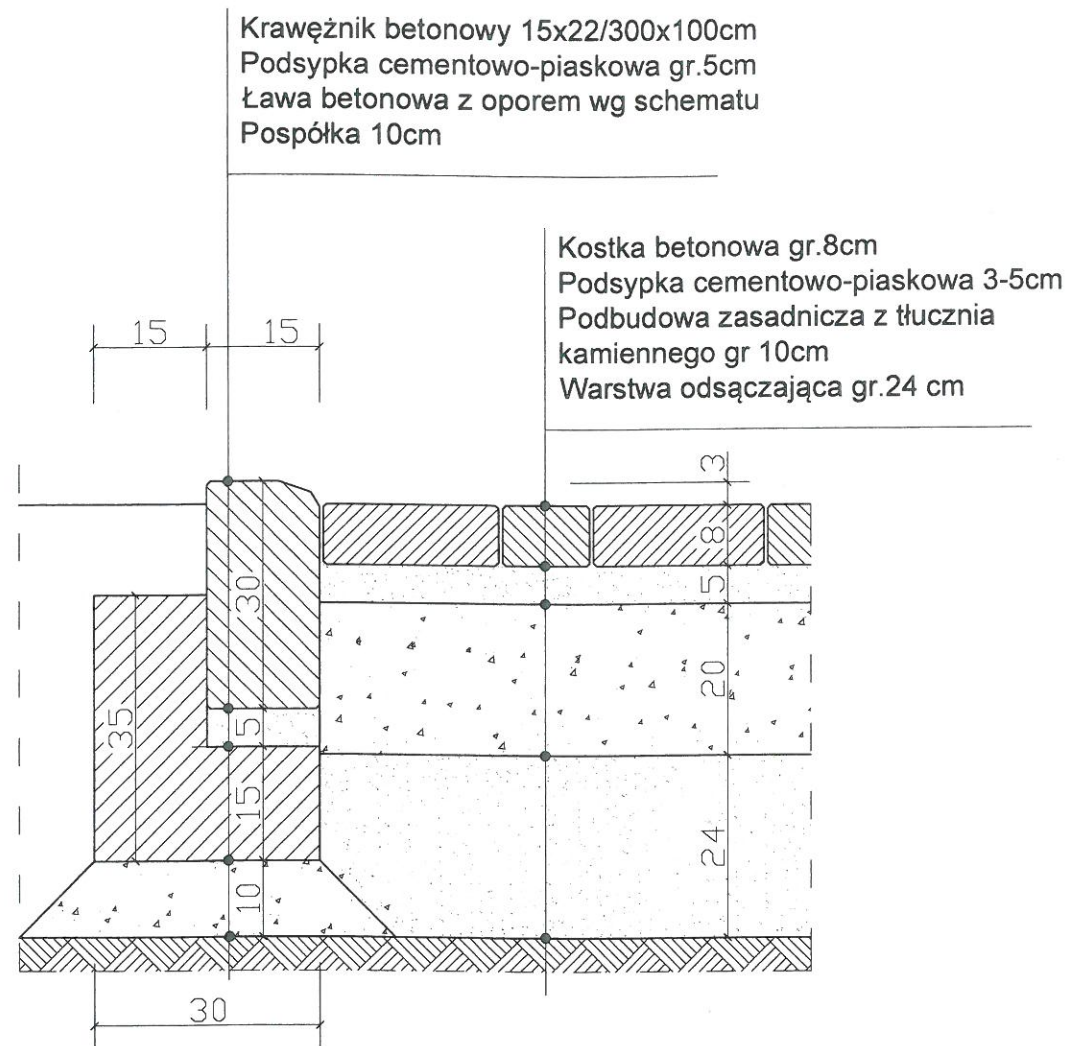 Krawężnik betonowy 15x22/300x100cm
Podsypka cementowo-piaskowa gr.5cm
Ława betonowa z oporem wg schematu
Pospółka 10cm
Kostka betonowa gr.8cm
Podsypka cementowo-piaskowa 3-5cm
Podbudowa zasadnicza z tłucznia
kamiennego gr 10cm
Warstwa odsączająca gr.24 cm
15
15
3
8
5
20
24
30
5
15
10
35
30